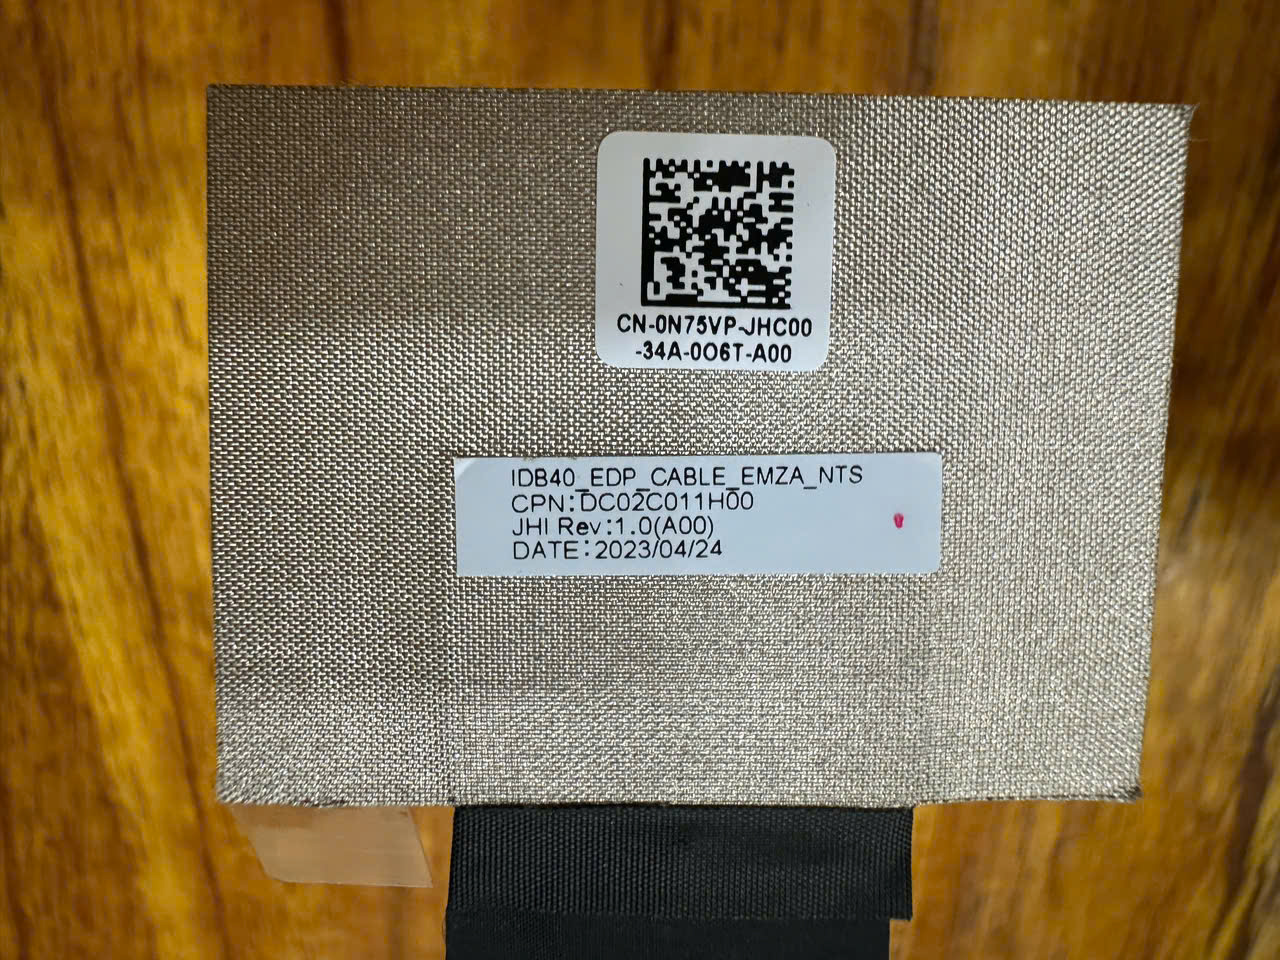 CN-0N75VP-JHC00
-34A-0O6T-A00
IDB40_EDP_CABLE_EMZA_NTS
CPN:DC02C011H00
JHI Rev:1.0(A00)
DATE:2023/04/24